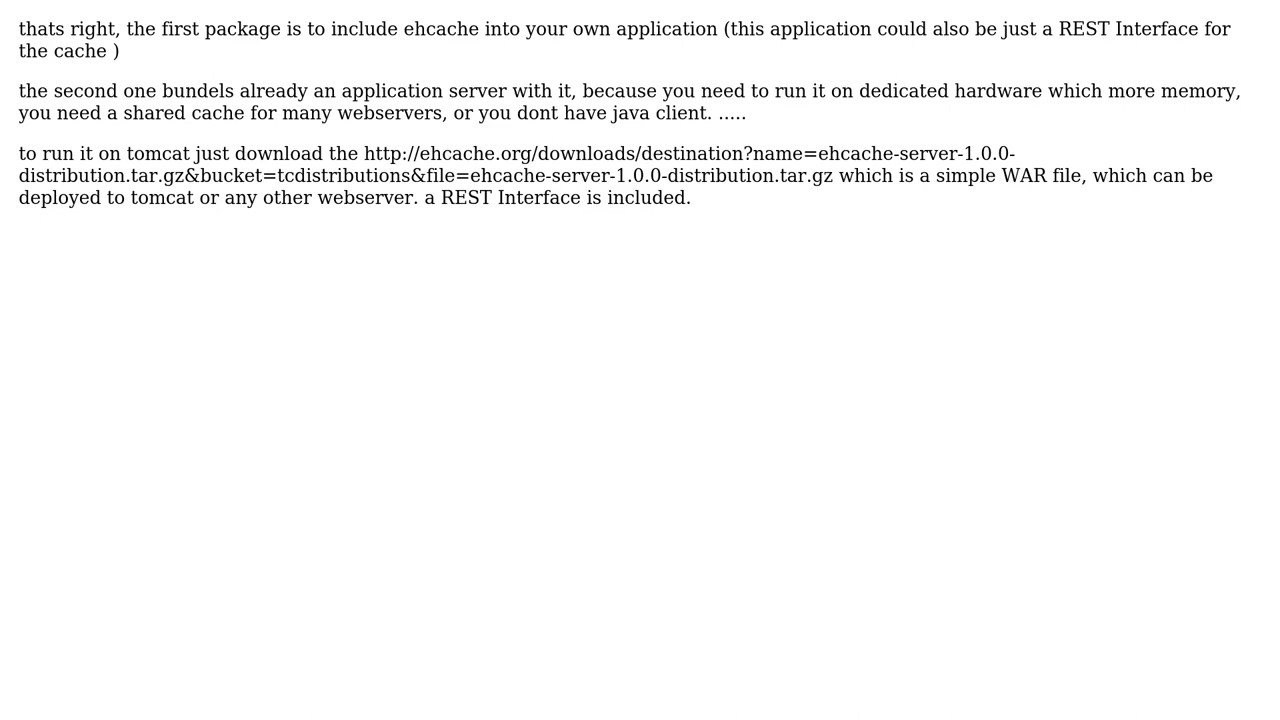 thats right, the first package is to include ehcache into your own application (this application could also be just a REST Interface for
the cache )
the second one bundels already an application server with it, because you need to run it on dedicated hardware which more memory,
you need a shared cache for many webservers, or you dont have java client. .....
to run it on tomcat just download the http://ehcache.org/downloads/destination?name=ehcache-server-1.0.0-
distribution.tar.gz&bucket=tcdistributions&file=ehcache-server-1.0.0-distribution.tar.gz which is a simple WAR file, which can be
deployed to tomcat or any other webserver. a REST Interface is included.